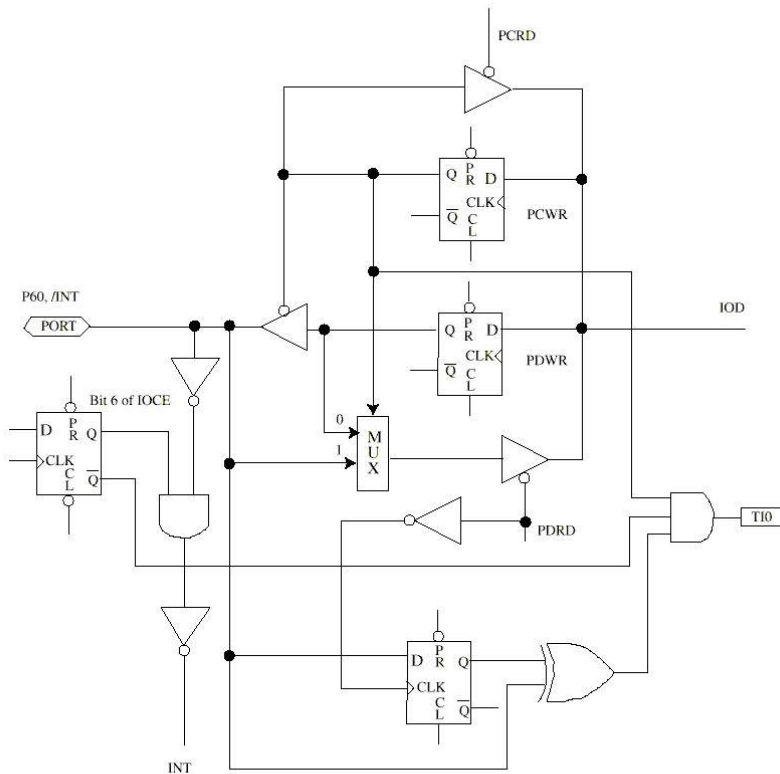 PCRD
Q P R D
CLK
Q C L
PCWR
P60, /INT
PORT
IOD
Q P R D
CLK
Q C L
PDWR
Bit 6 of IOCE
D P R Q
CLK
C L Q
0
1
MUX
PDRD
TI0
D P R Q
CLK
C L Q
INT